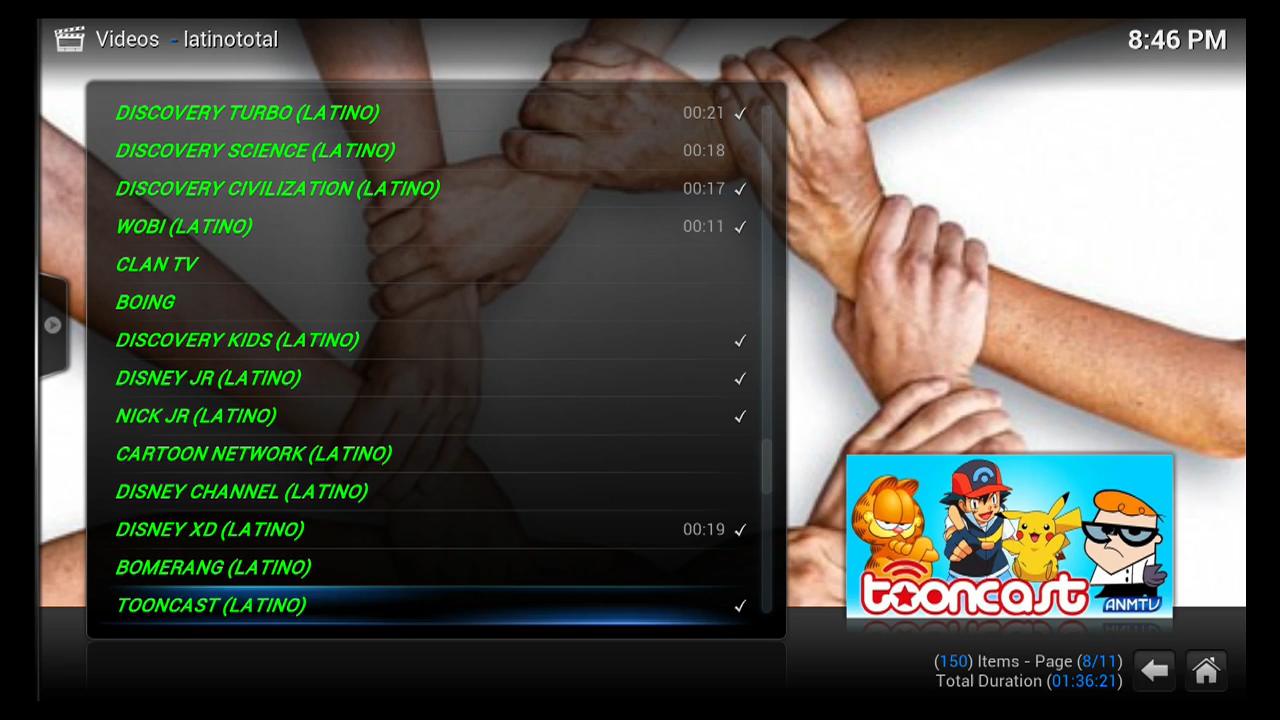 Videos - latinototal
8:46 PM
DISCOVERY TURBO (LATINO) 00:21 ✓
DISCOVERY SCIENCE (LATINO) 00:18
DISCOVERY CIVILIZATION (LATINO) 00:17 ✓
WOBI (LATINO) 00:11 ✓
CLAN TV
BOING
DISCOVERY KIDS (LATINO) ✓
DISNEY JR (LATINO) ✓
NICK JR (LATINO) ✓
CARTOON NETWORK (LATINO)
DISNEY CHANNEL (LATINO)
DISNEY XD (LATINO) 00:19 ✓
BOMERANG (LATINO)
TOONCAST (LATINO) ✓
tooncast
ANMTV
(150) Items - Page (8/11)
Total Duration (01:36:21)